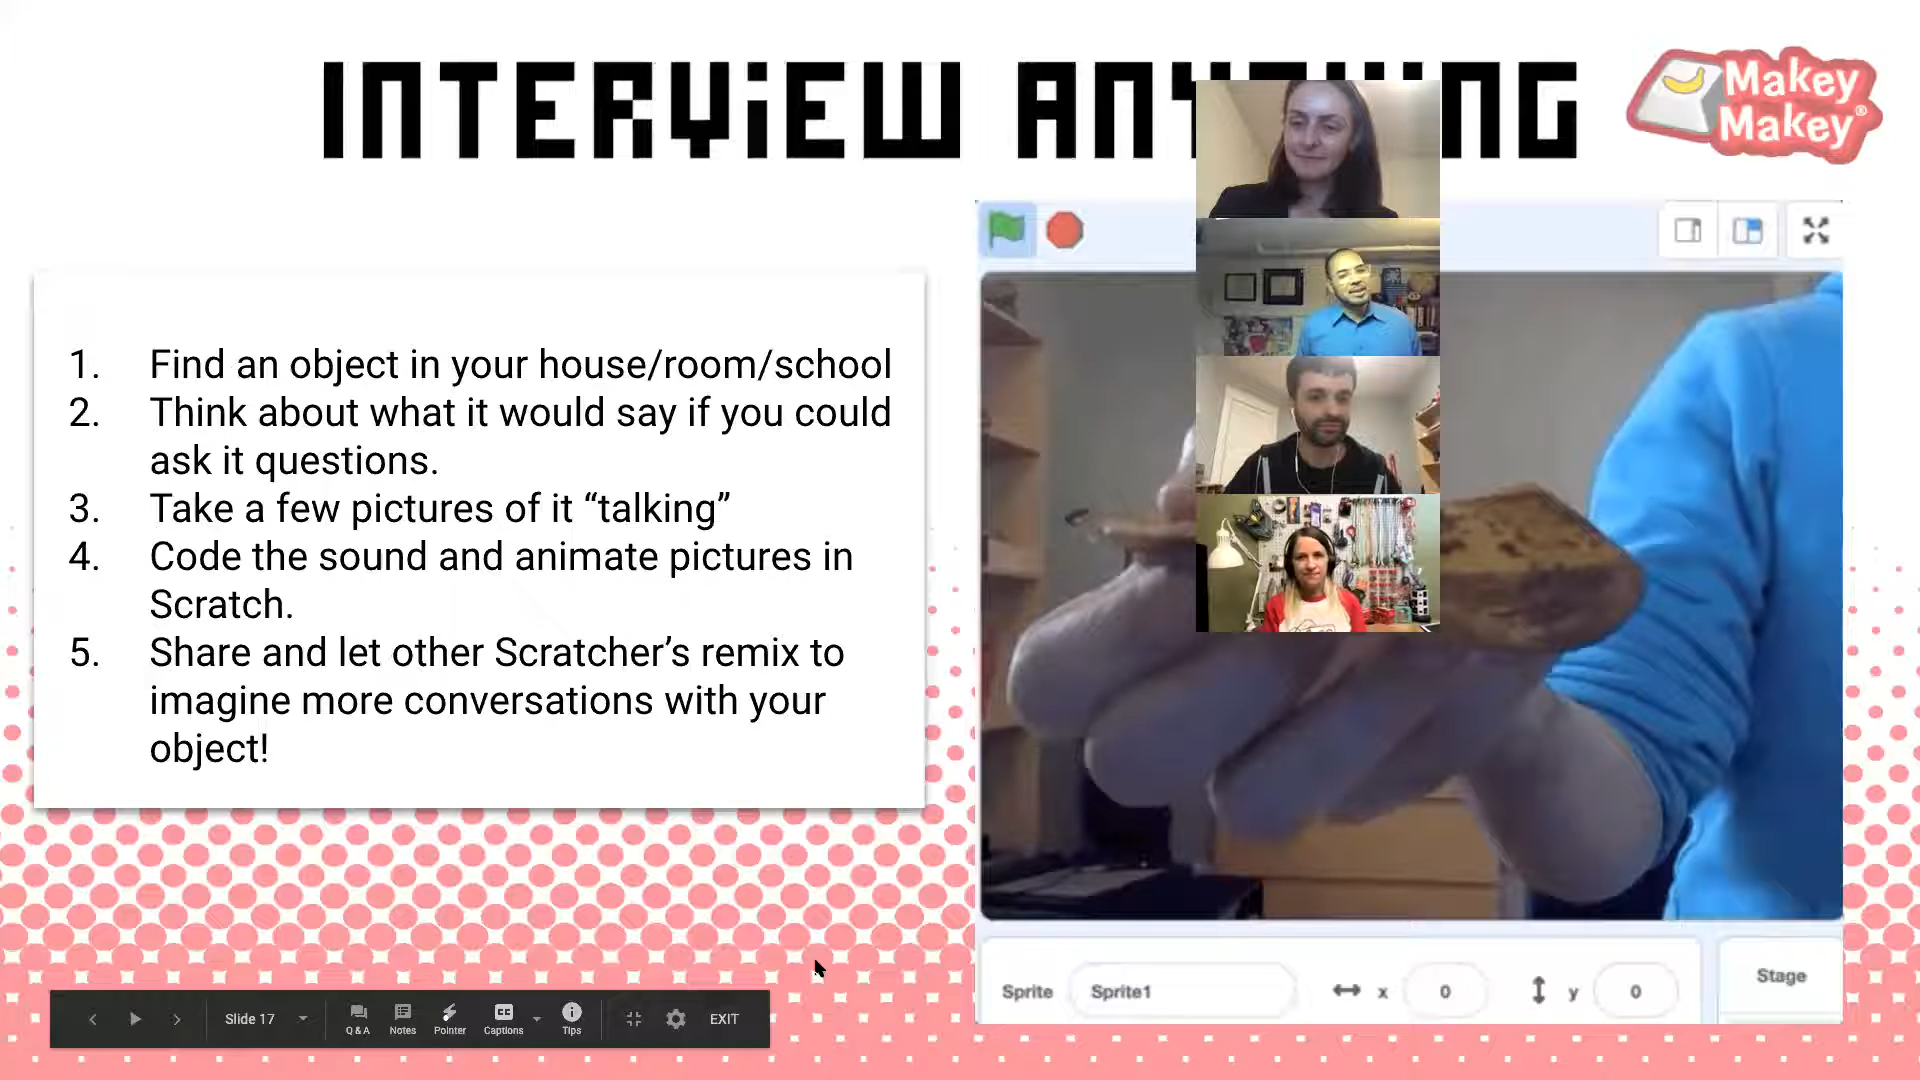 INTERVIEW ANY NG
Makey
Makey®
1. Find an object in your house/room/school
2. Think about what it would say if you could
ask it questions.
3. Take a few pictures of it “talking”
4. Code the sound and animate pictures in
Scratch.
5. Share and let other Scratcher’s remix to
imagine more conversations with your
object!
Sprite Sprite1 x 0 y 0
Stage
Slide 17 Q & A Notes Pointer CC Captions Tips EXIT